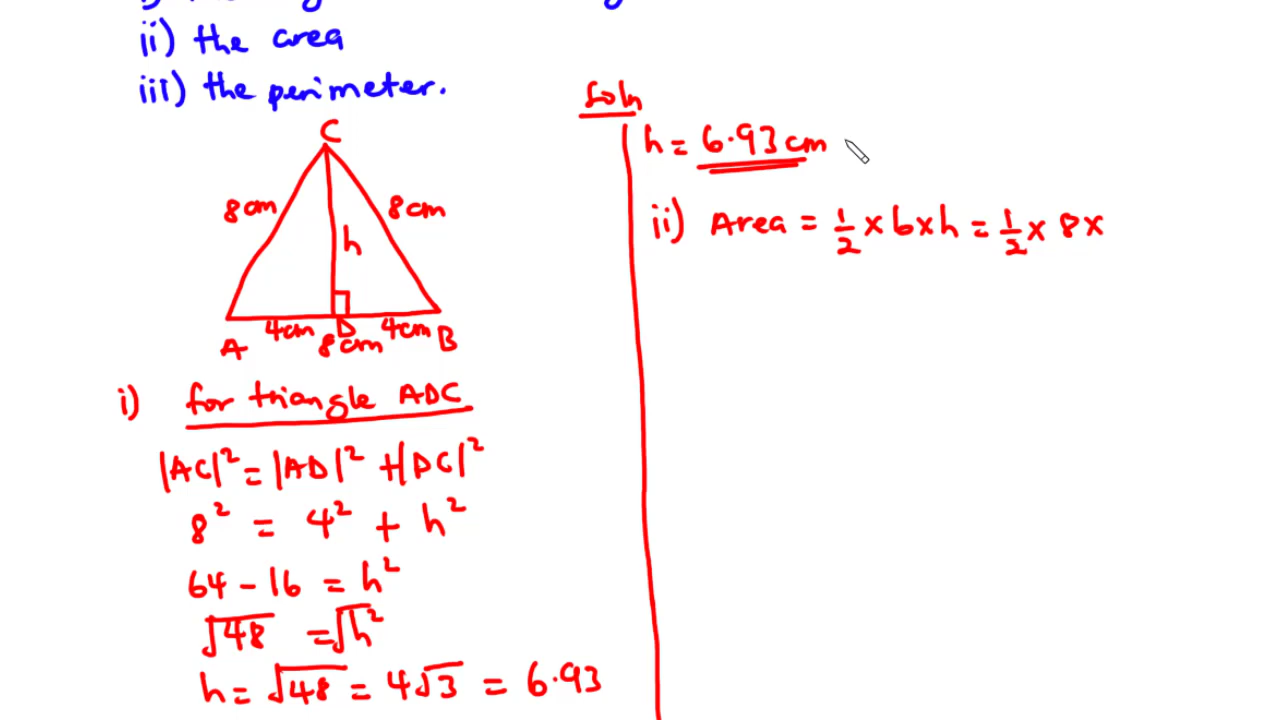 ii) the area
iii) the perimeter.
Soln
C
8cm
8cm
h
4cm
D
4cm
A
8cm
B
h = 6.93 cm
ii) Area = 1/2 x b x h = 1/2 x 8 x
i) for triangle ADC
|AC|² = |AD|² + |DC|²
8² = 4² + h²
64 - 16 = h²
√48 = √h²
h = √48 = 4√3 = 6.93